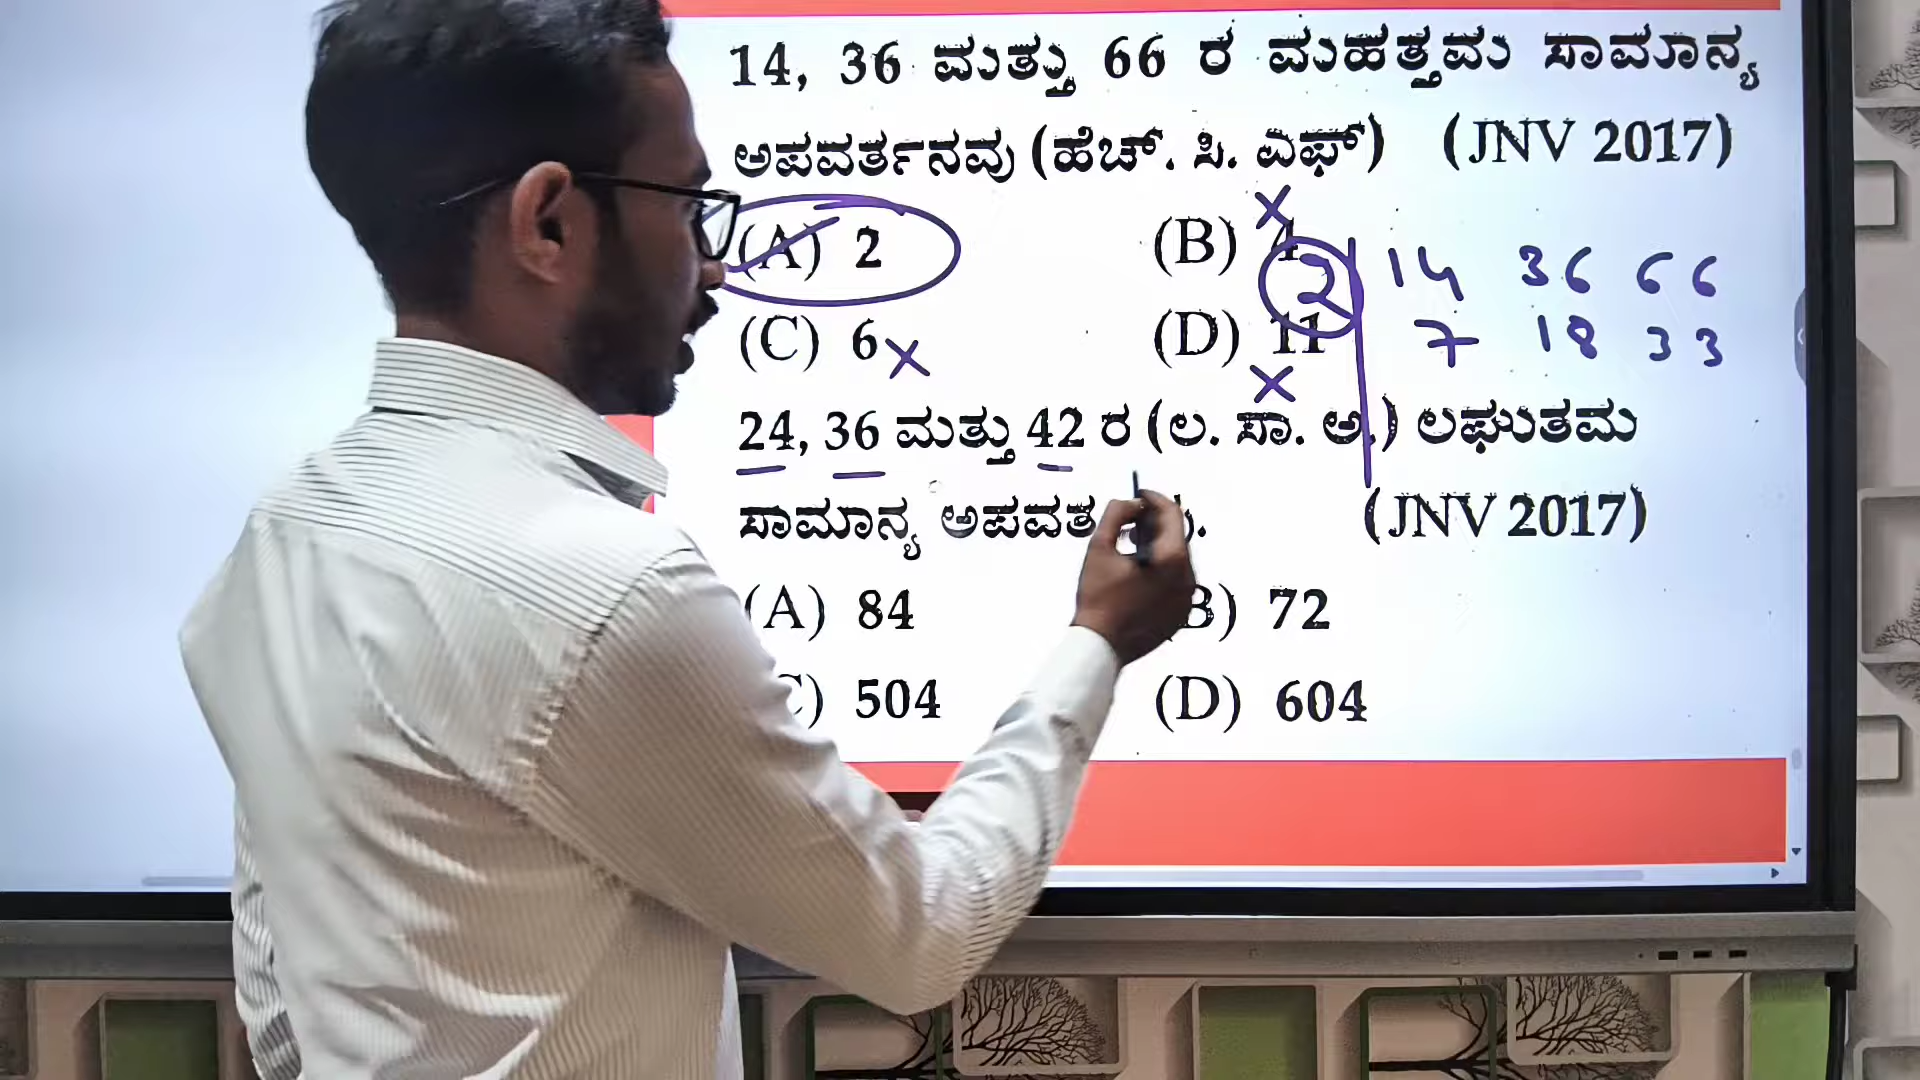 14, 36 ಮತ್ತು 66 ರ ಮಹತ್ತಮ ಸಾಮಾನ್ಯ
ಅಪವರ್ತನವು (ಹೆಚ್. ಸಿ. ಎಫ್) (JNV 2017)
(A) 2 (B) 4
(C) 6 (D) 11
2 14 36 66
7 18 33
24, 36 ಮತ್ತು 42 ರ (ಲ. ಸಾ. ಅ.) ಲಘುತಮ
ಸಾಮಾನ್ಯ (JNV 2017)
(A) 84 B) 72
) 504 (D) 604